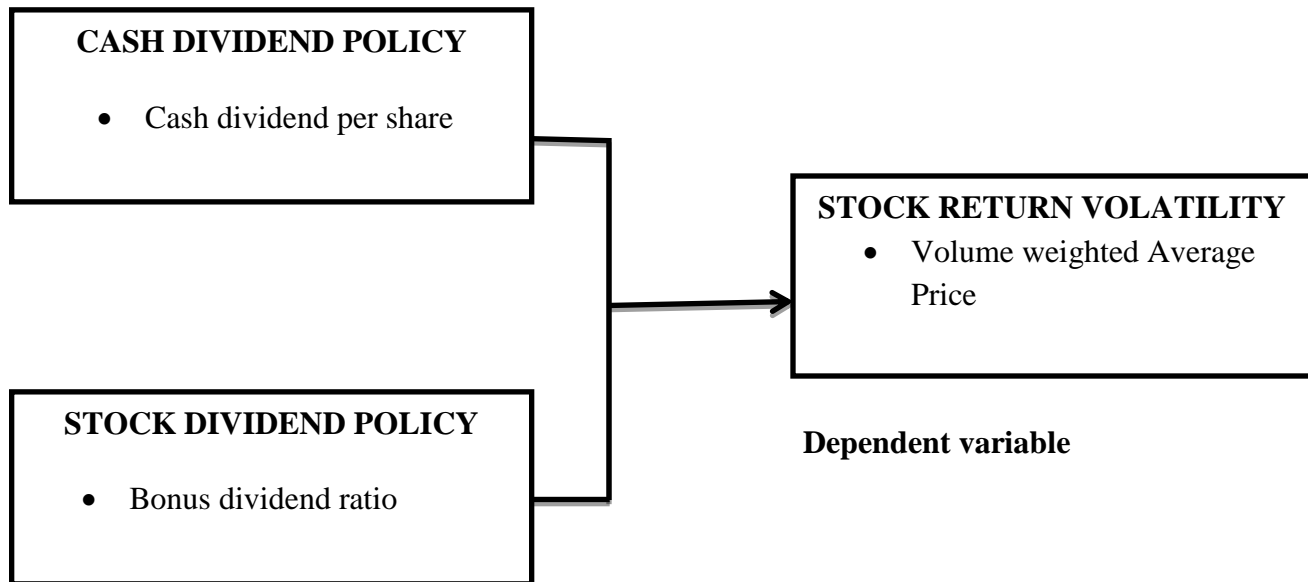 CASH DIVIDEND POLICY
• Cash dividend per share
STOCK RETURN VOLATILITY
• Volume weighted Average
Price
STOCK DIVIDEND POLICY
• Bonus dividend ratio
Dependent variable